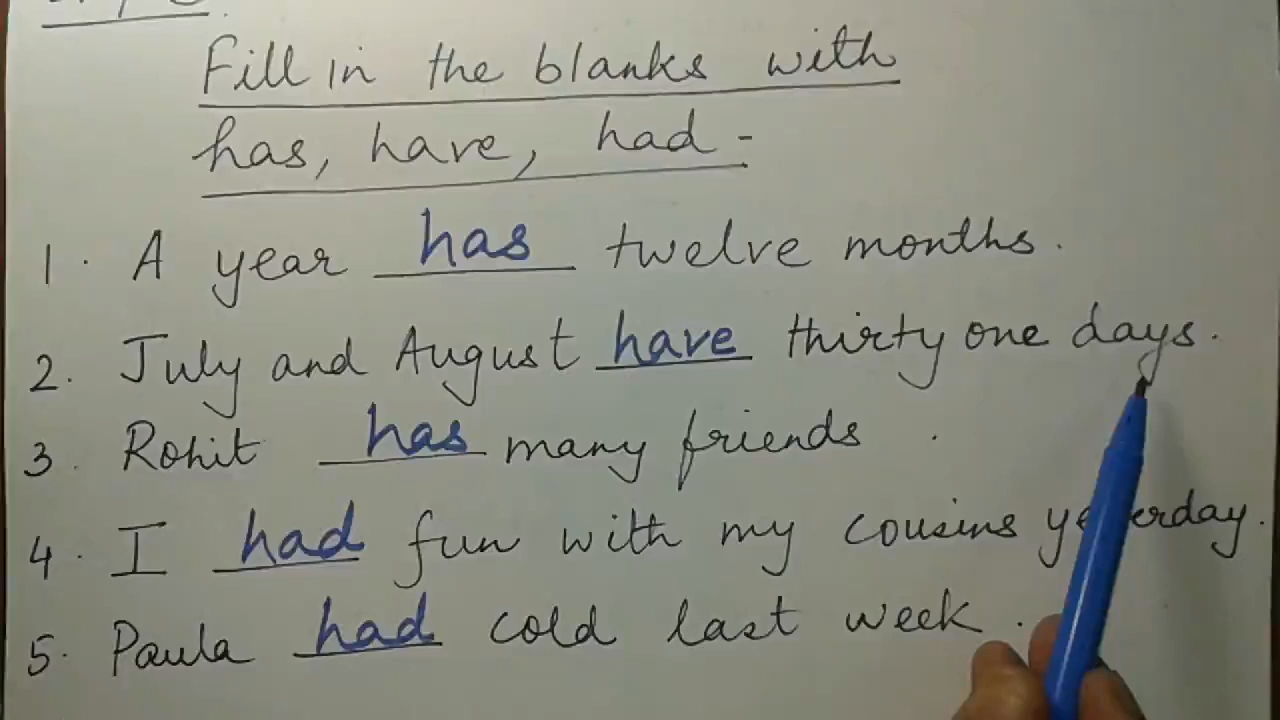 Fill in the blanks with
has, have, had -
1. A year has twelve months.
2. July and August have thirty one days.
3. Rohit has many friends.
4. I had fun with my cousins yesterday.
5. Paula had cold last week.